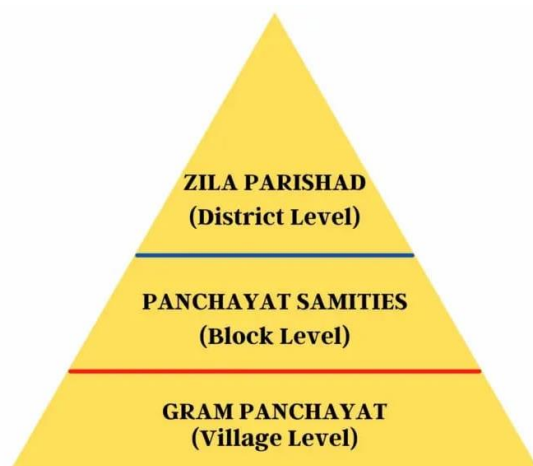 ZILA PARISHAD
(District Level)
PANCHAYAT SAMITIES
(Block Level)
GRAM PANCHAYAT
(Village Level)